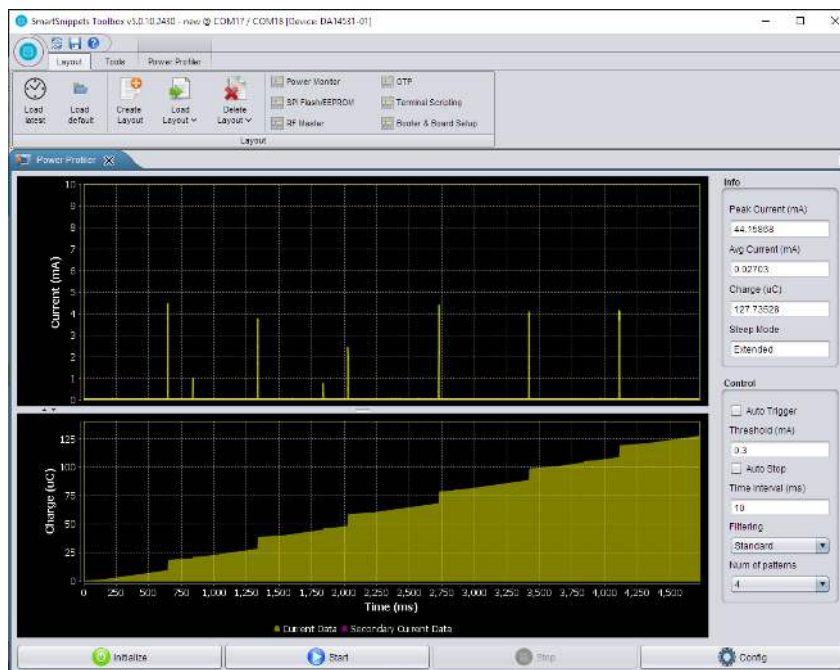 SmartSnippets Toolbox v5.0.10.2430 - new @ COM17 / COM18 [Device: DA14531-01]
Layout Tools Power Profiler
Load latest
Load default
Create Layout
Load Layout
Delete Layout
Power Monitor
OTP
SPI Flash/EEPROM
Terminal Scripting
RF Master
Booter & Board Setup
Layout
Power Profiler
Info
Peak Current (mA)
44.15868
Avg Current (mA)
0.02703
Charge (uC)
127.73528
Sleep Mode
Extended
Control
Auto Trigger
Threshold (mA)
0.3
Auto Stop
Time Interval (ms)
10
Filtering
Standard
Num of patterns
4
Current (mA)
10
9
8
7
6
5
4
3
2
1
0
Charge (uC)
125
100
75
50
25
0
0 250 500 750 1,000 1,250 1,500 1,750 2,000 2,250 2,500 2,750 3,000 3,250 3,500 3,750 4,000 4,250 4,500
Time (ms)
Current Data Secondary Current Data
Initialize Start Stop Config